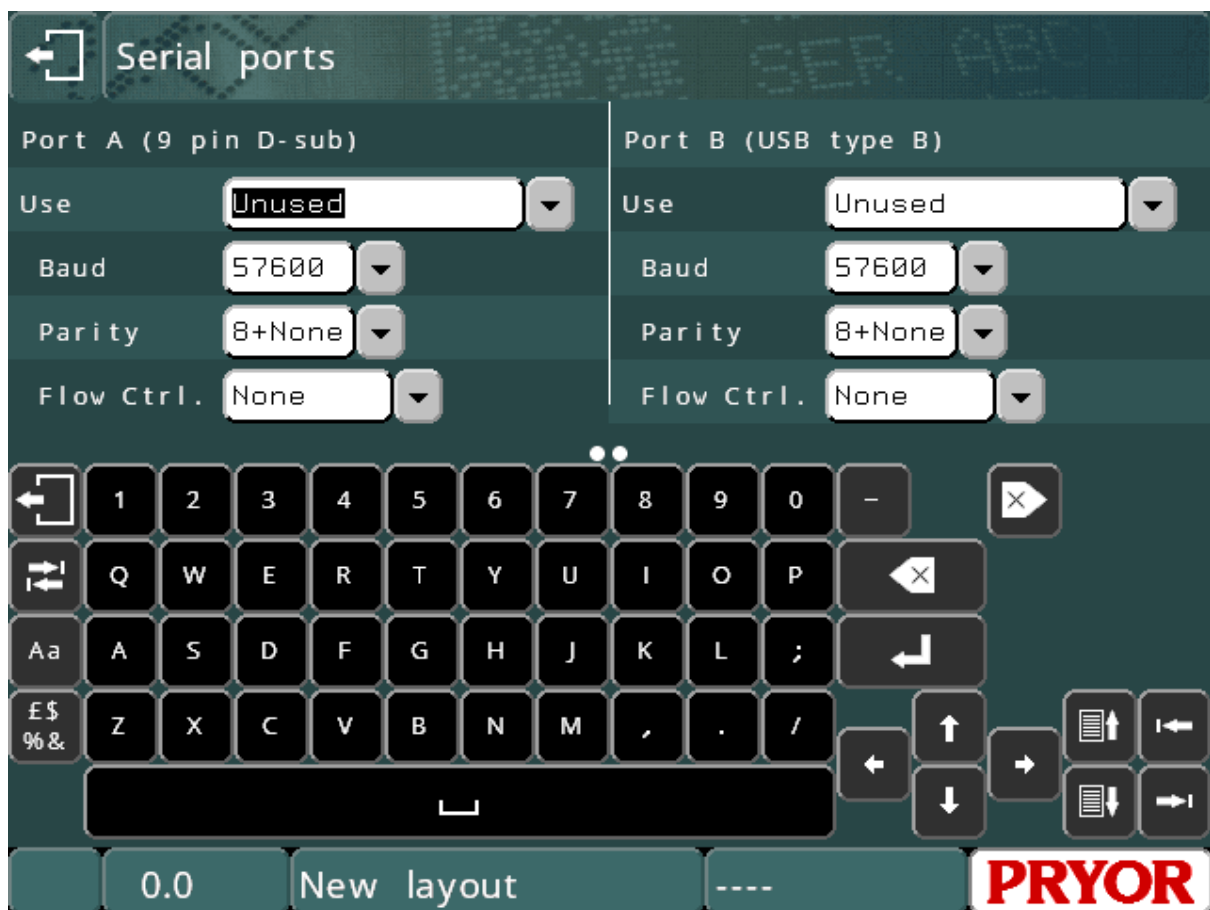 Serial ports
Port A (9 pin D-sub)
Use Unused
Baud 57600
Parity 8+None
Flow Ctrl. None
Port B (USB type B)
Use Unused
Baud 57600
Parity 8+None
Flow Ctrl. None
1 2 3 4 5 6 7 8 9 0 -
Q W E R T Y U I O P
Aa A S D F G H J K L ;
£$
%& Z X C V B N M , . /
0.0 New layout ---- PRYOR